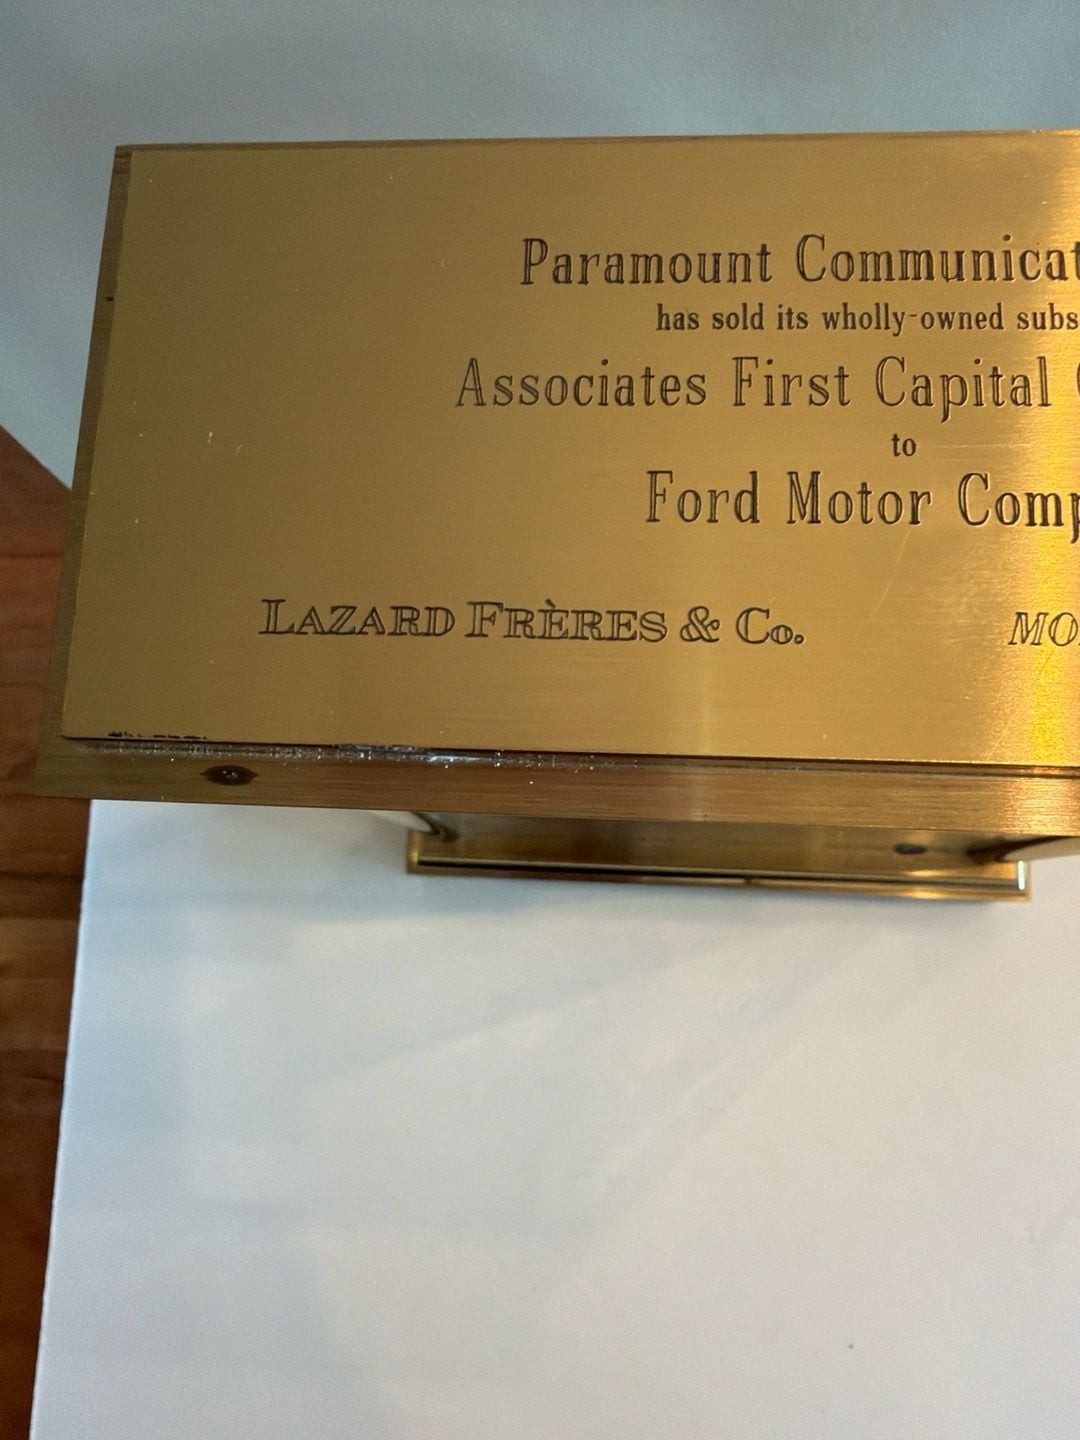 Paramount Communicat
has sold its wholly-owned subs
Associates First Capital C
to
Ford Motor Comp
LAZARD FRÈRES & Co. MO